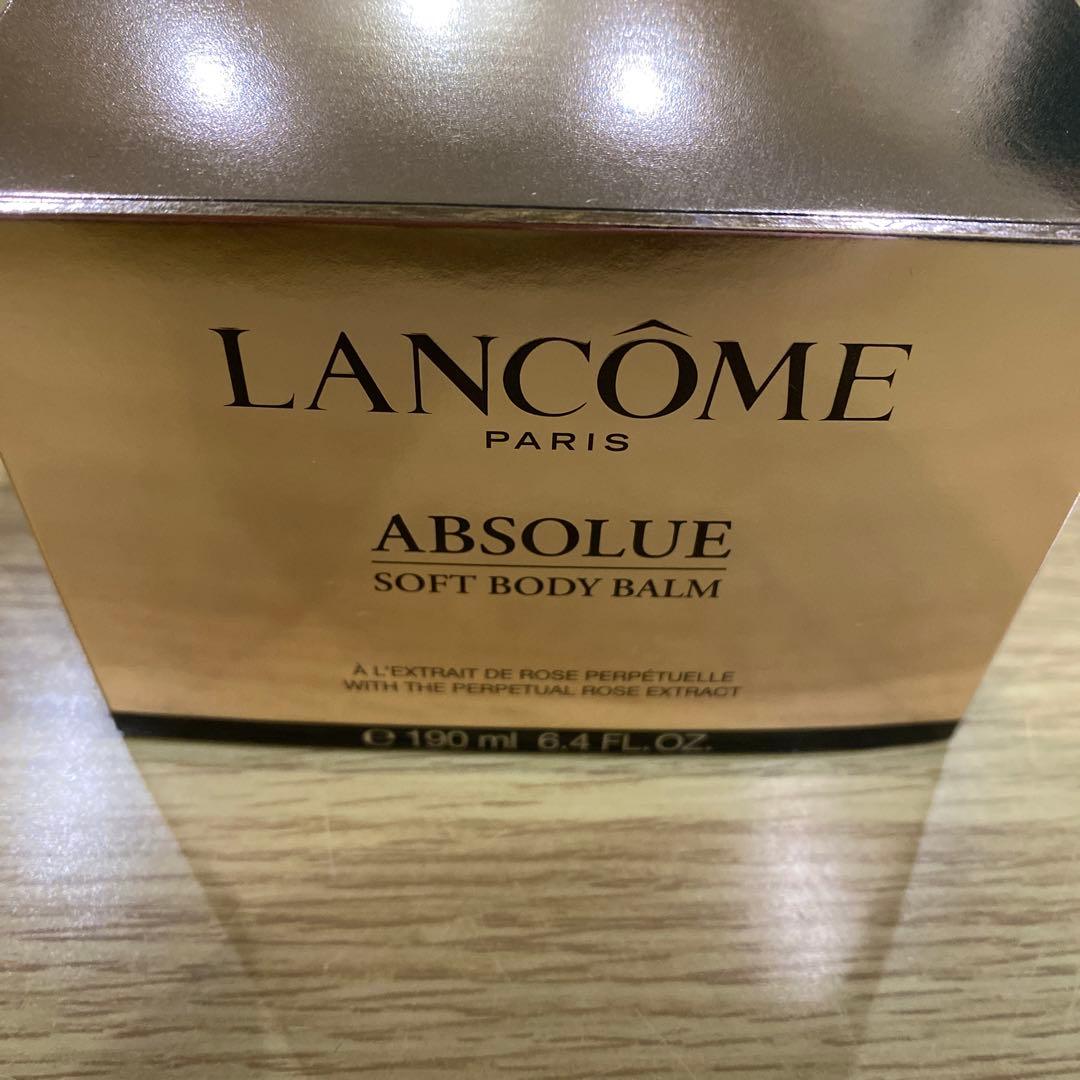 LANCÔME
PARIS
ABSOLUE
SOFT BODY BALM
À L'EXTRAIT DE ROSE PERPÉTUELLE
WITH THE PERPETUAL ROSE EXTRACT
℮ 190 ml 6.4 FL. OZ.